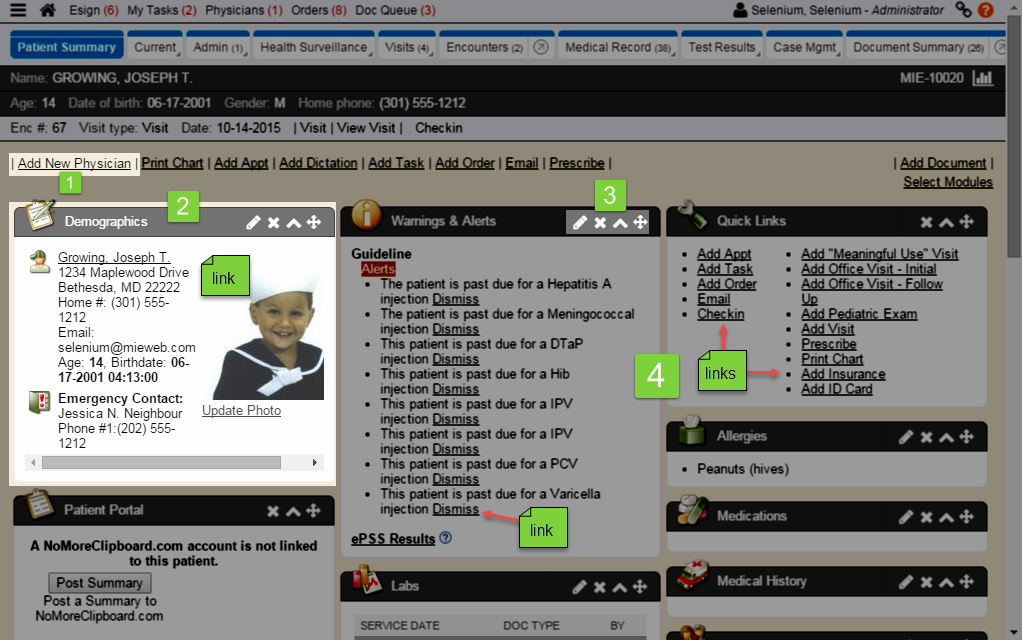 Esign (6) My Tasks (2) Physicians (1) Orders (8) Doc Queue (3) Selenium, Selenium - Administrator ?
Patient Summary Current Admin (1) Health Surveillance Visits (4) Encounters (2) Medical Record (38) Test Results Case Mgmt Document Summary (26)
Name: GROWING, JOSEPH T. MIE-10020
Age: 14 Date of birth: 06-17-2001 Gender: M Home phone: (301) 555-1212
Enc #: 67 Visit type: Visit Date: 10-14-2015 | Visit | View Visit | Checkin
| Add New Physician | Print Chart | Add Appt | Add Dictation | Add Task | Add Order | Email | Prescribe | | Add Document |
Select Modules
1
2
Demographics
Growing, Joseph T.
1234 Maplewood Drive
Bethesda, MD 22222
Home #: (301) 555-
1212
Email:
selenium@mieweb.com
Age: 14, Birthdate: 06-
17-2001 04:13:00
Emergency Contact:
Jessica N. Neighbour
Phone #1:(202) 555-
1212
link
Update Photo
Patient Portal
A NoMoreClipboard.com account is not linked
to this patient.
Post Summary
Post a Summary to
NoMoreClipboard.com
3
Warnings & Alerts
Guideline
Alerts
• The patient is past due for a Hepatitis A
injection Dismiss
• The patient is past due for a Meningococcal
injection Dismiss
• This patient is past due for a DTaP
injection Dismiss
• This patient is past due for a Hib
injection Dismiss
• This patient is past due for a IPV
injection Dismiss
• This patient is past due for a IPV
injection Dismiss
• This patient is past due for a PCV
injection Dismiss
• This patient is past due for a Varicella
injection Dismiss
link
ePSS Results ?
Labs
SERVICE DATE DOC TYPE BY
4
Quick Links
• Add Appt
• Add Task
• Add Order
• Email
• Checkin
links
• Add "Meaningful Use" Visit
• Add Office Visit - Initial
• Add Office Visit - Follow
Up
• Add Pediatric Exam
• Add Visit
• Prescribe
• Print Chart
• Add Insurance
• Add ID Card
Allergies
• Peanuts (hives)
Medications
Medical History